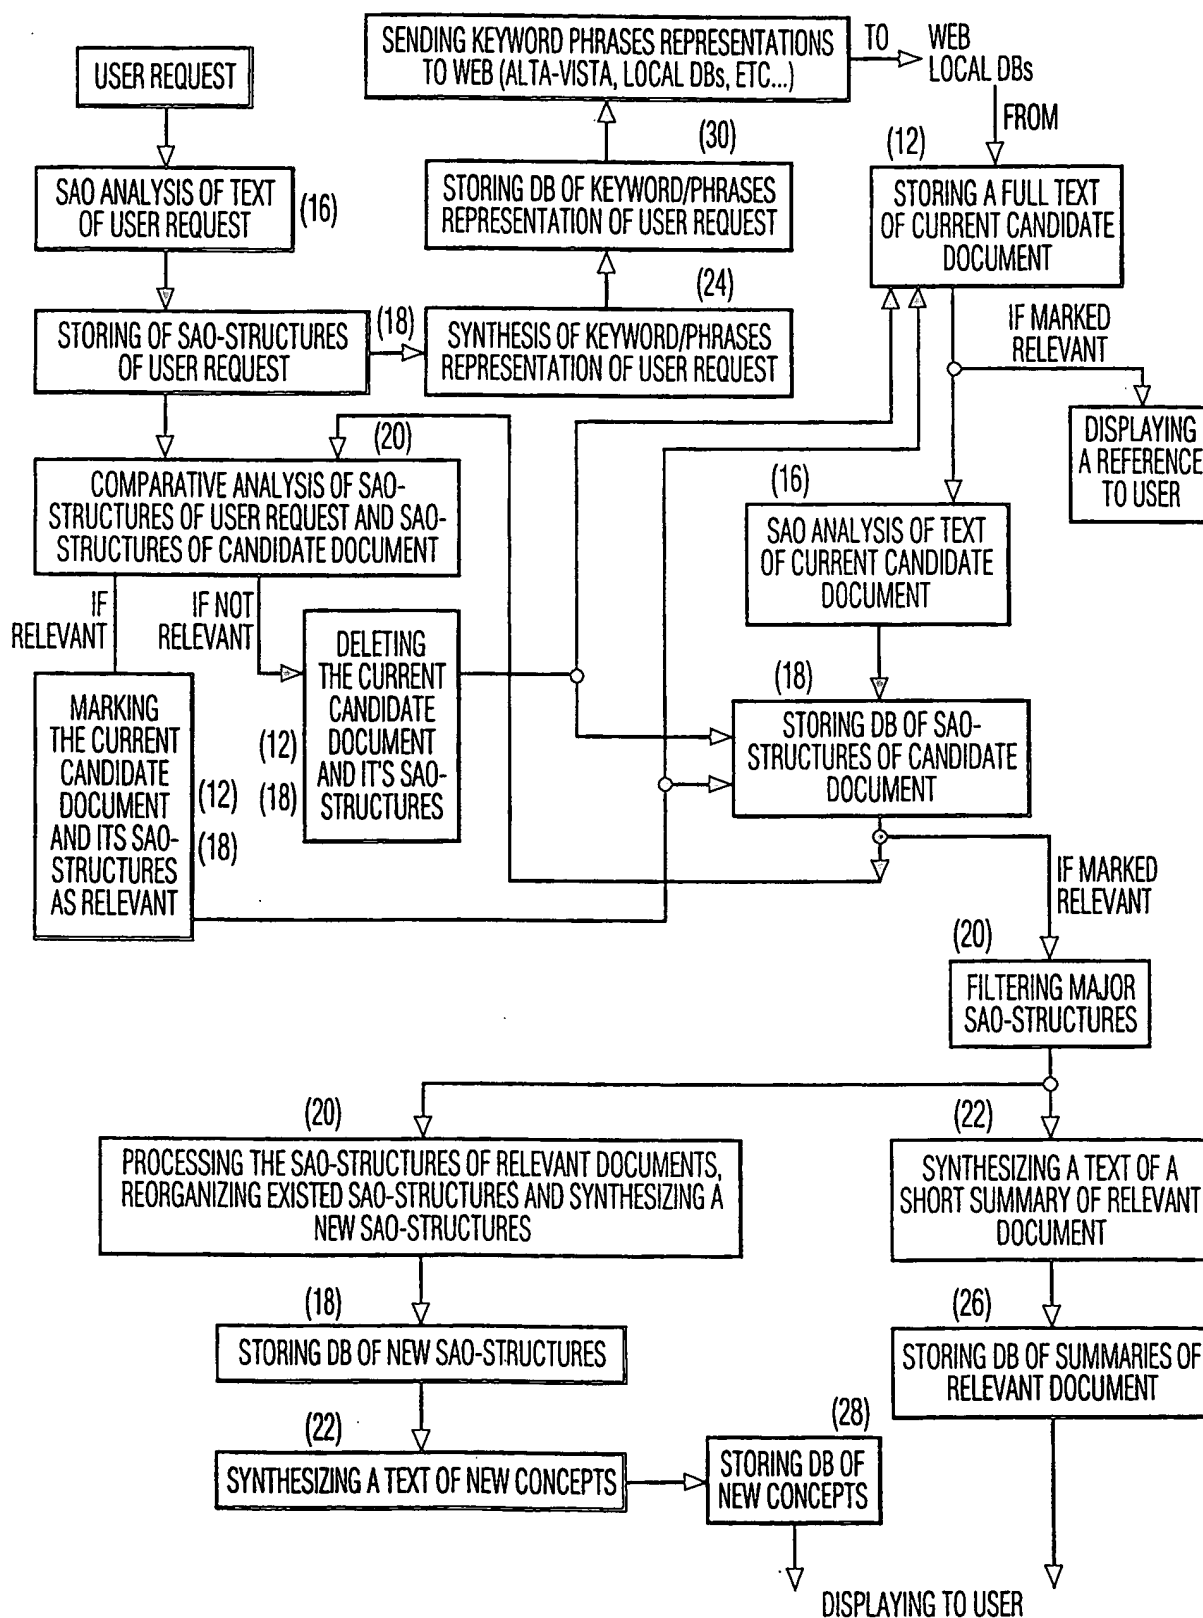 USER REQUEST
SENDING KEYWORD PHRASES REPRESENTATIONS
TO WEB (ALTA-VISTA, LOCAL DBs, ETC...)
TO
WEB
LOCAL DBs
FROM
SAO ANALYSIS OF TEXT
OF USER REQUEST
(16)
(30)
STORING DB OF KEYWORD/PHRASES
REPRESENTATION OF USER REQUEST
(12)
STORING A FULL TEXT
OF CURRENT CANDIDATE
DOCUMENT
STORING OF SAO-STRUCTURES
OF USER REQUEST
(18)
(24)
SYNTHESIS OF KEYWORD/PHRASES
REPRESENTATION OF USER REQUEST
IF MARKED
RELEVANT
DISPLAYING
A REFERENCE
TO USER
(20)
COMPARATIVE ANALYSIS OF SAO-
STRUCTURES OF USER REQUEST AND SAO-
STRUCTURES OF CANDIDATE DOCUMENT
(16)
SAO ANALYSIS OF TEXT
OF CURRENT CANDIDATE
DOCUMENT
IF
RELEVANT
IF NOT
RELEVANT
MARKING
THE CURRENT
CANDIDATE
DOCUMENT
AND ITS SAO-
STRUCTURES
AS RELEVANT
(12)
(18)
DELETING
THE CURRENT
CANDIDATE
DOCUMENT
AND IT'S SAO-
STRUCTURES
(12)
(18)
(18)
STORING DB OF SAO-
STRUCTURES OF CANDIDATE
DOCUMENT
IF MARKED
RELEVANT
(20)
FILTERING MAJOR
SAO-STRUCTURES
(20)
PROCESSING THE SAO-STRUCTURES OF RELEVANT DOCUMENTS,
REORGANIZING EXISTED SAO-STRUCTURES AND SYNTHESIZING A
NEW SAO-STRUCTURES
(22)
SYNTHESIZING A TEXT OF A
SHORT SUMMARY OF RELEVANT
DOCUMENT
(18)
STORING DB OF NEW SAO-STRUCTURES
(26)
STORING DB OF SUMMARIES OF
RELEVANT DOCUMENT
(22)
SYNTHESIZING A TEXT OF NEW CONCEPTS
(28)
STORING DB OF
NEW CONCEPTS
DISPLAYING TO USER